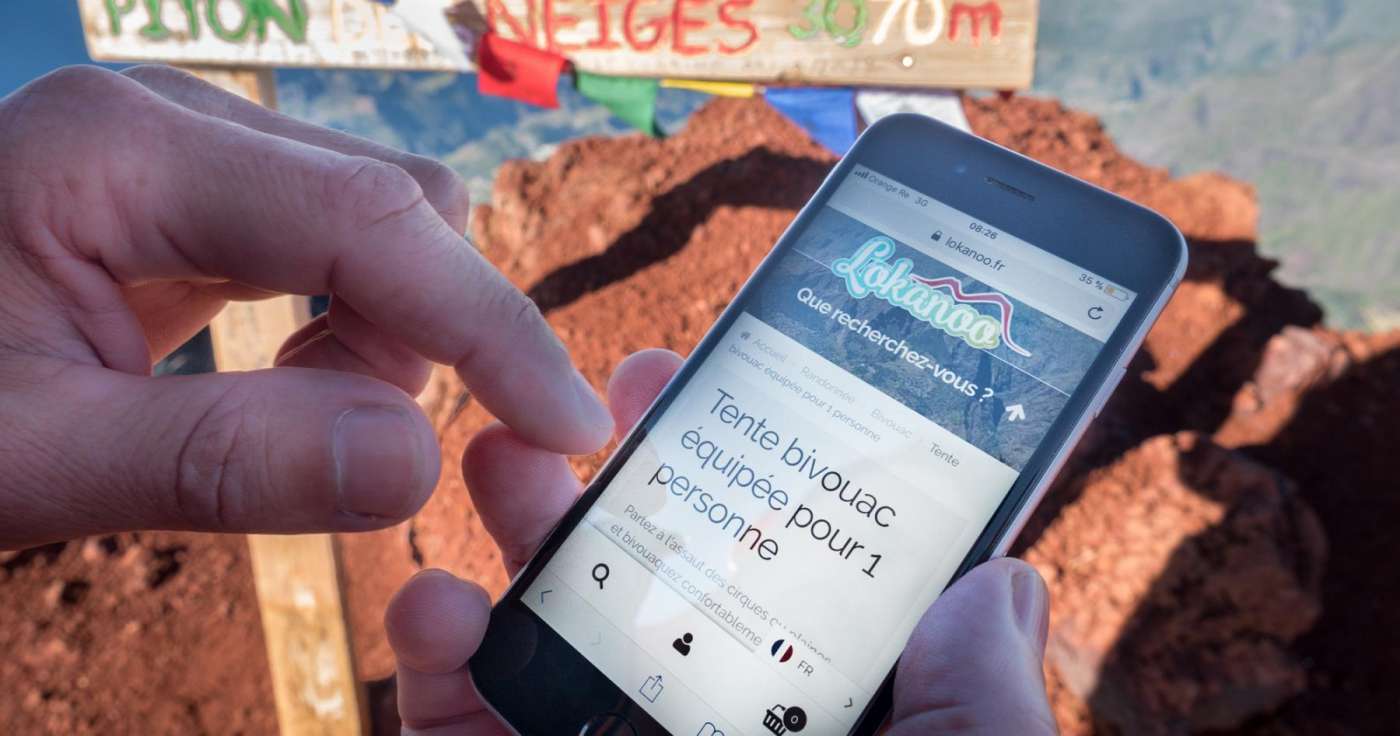 PITON DES NEIGES 3070m
Orange Re 3G
08:26
35 %
lokanoo.fr
Lokanoo
Que recherchez-vous ?
Accueil Randonnée Bivouac Tente
bivouac équipée pour 1 personne
Tente bivouac
équipée pour 1
personne
Partez à l'assaut des cirques
et bivouaquez confortableme
FR
0